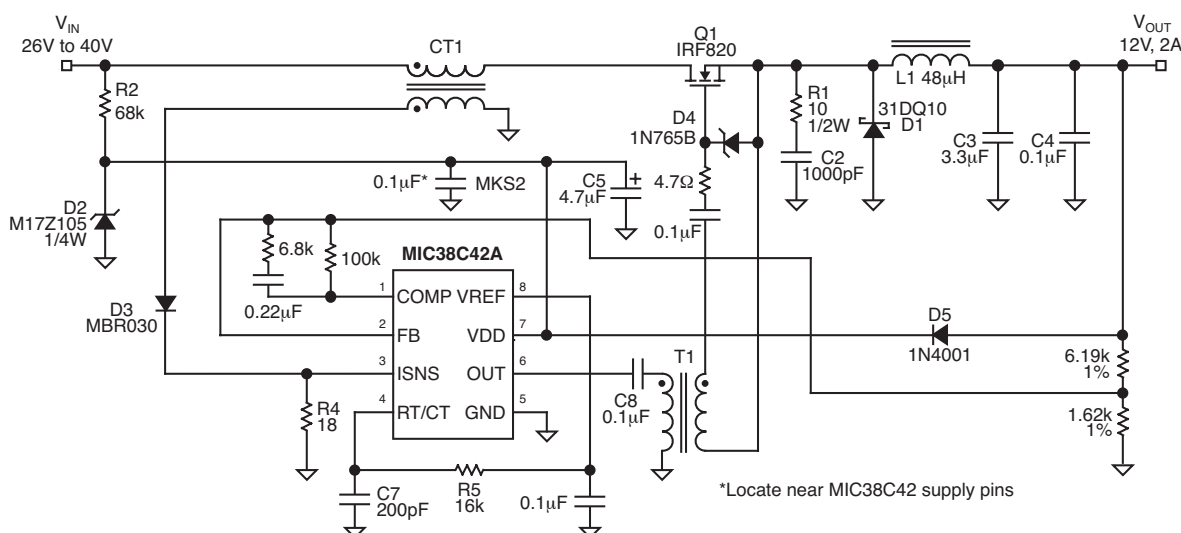 VIN
26V to 40V
CT1
Q1
IRF820
VOUT
12V, 2A
R2
68k
L1 48µH
R1
10
1/2W
31DQ10
D1
D4
1N765B
C3
3.3µF
C4
0.1µF
C2
1000pF
0.1µF*
MKS2
C5
4.7µF
+
4.7Ω
D2
M17Z105
1/4W
0.1µF
6.8k
100k
MIC38C42A
0.22µF
D3
MBR030
1
COMP
VREF
8
2
FB
VDD
7
3
ISNS
OUT
6
4
RT/CT
GND
5
D5
1N4001
T1
6.19k
1%
C8
0.1µF
R4
18
1.62k
1%
C7
200pF
R5
16k
0.1µF
*Locate near MIC38C42 supply pins